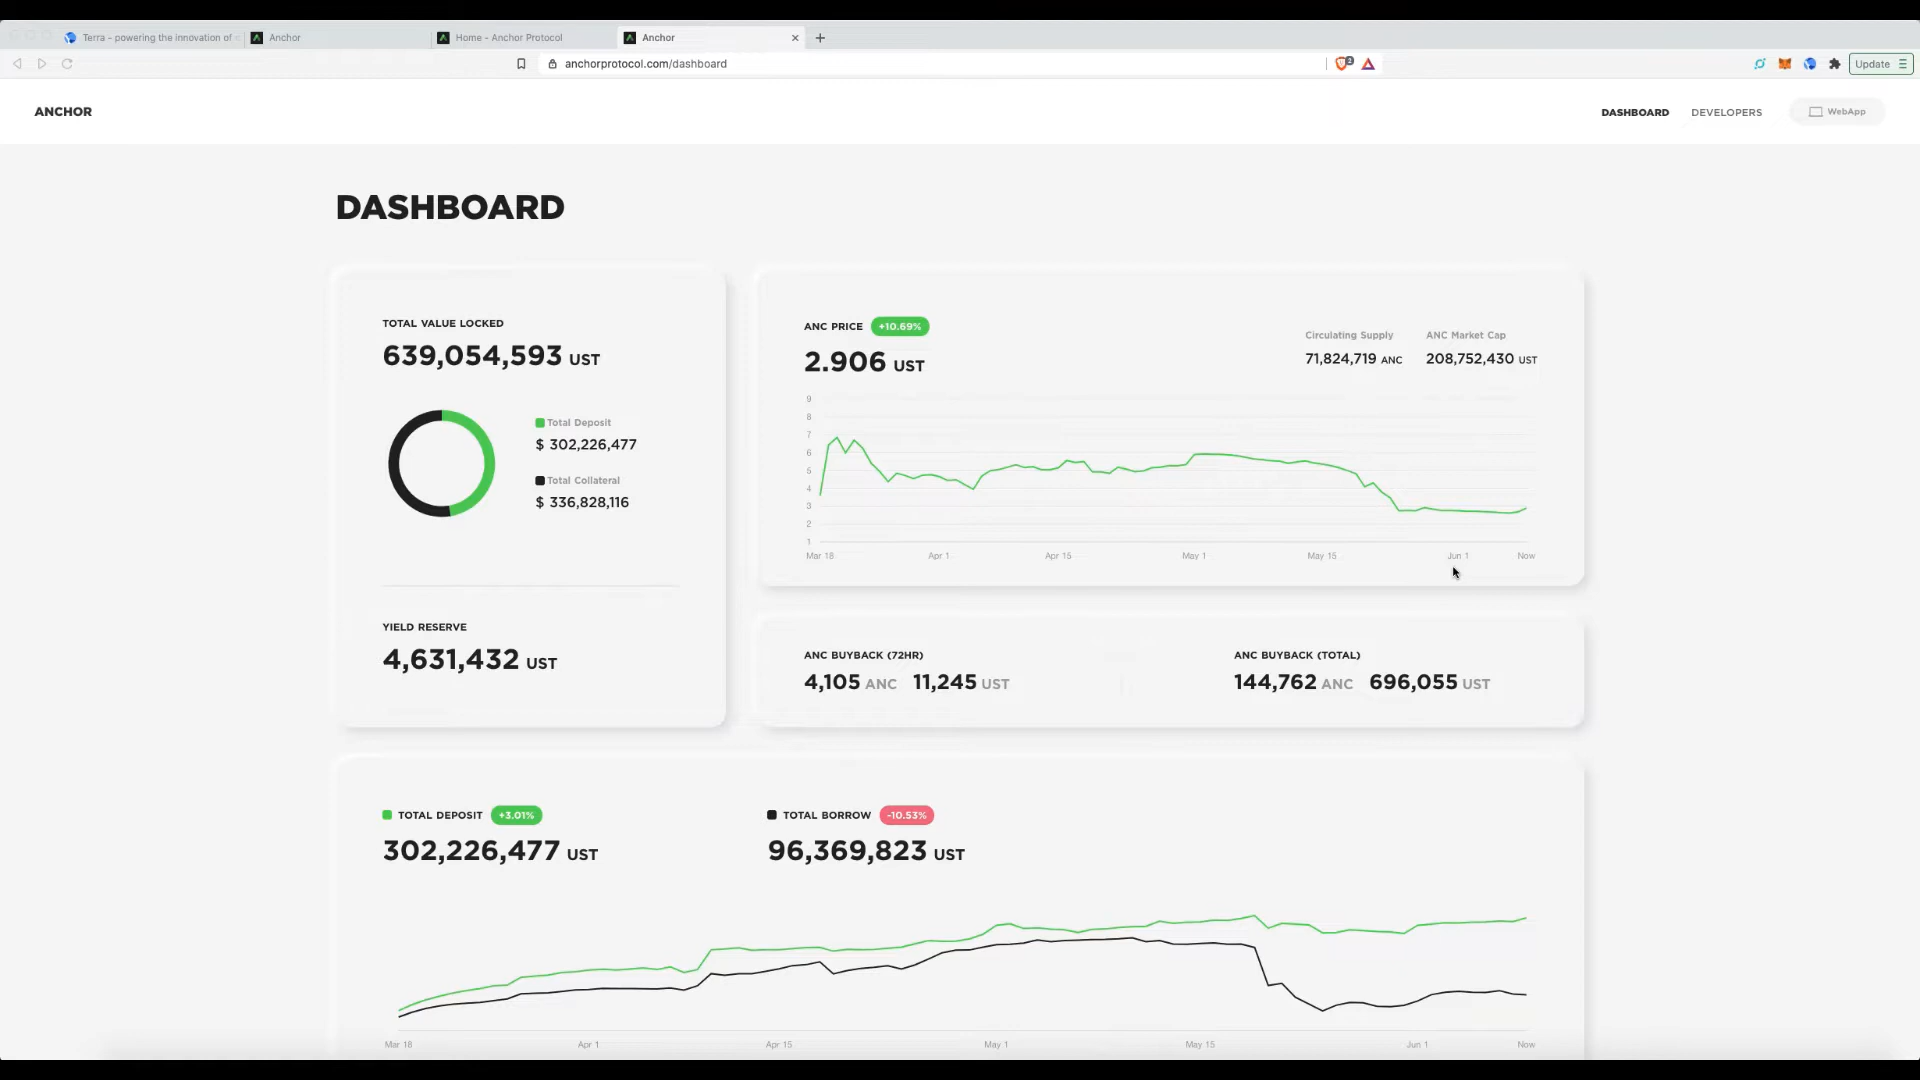 Terra - powering the innovation of
Anchor
Home - Anchor Protocol
Anchor
anchorprotocol.com/dashboard
Update
ANCHOR
DASHBOARD
DEVELOPERS
WebApp
DASHBOARD
TOTAL VALUE LOCKED
639,054,593 UST
Total Deposit
$ 302,226,477
Total Collateral
$ 336,828,116
YIELD RESERVE
4,631,432 UST
ANC PRICE +10.69%
2.906 UST
Circulating Supply
71,824,719 ANC
ANC Market Cap
208,752,430 UST
9
8
7
6
5
4
3
2
1
Mar 18 Apr 1 Apr 15 May 1 May 15 Jun 1 Now
ANC BUYBACK (72HR)
4,105 ANC 11,245 UST
ANC BUYBACK (TOTAL)
144,762 ANC 696,055 UST
TOTAL DEPOSIT +3.01%
302,226,477 UST
TOTAL BORROW -10.53%
96,369,823 UST
Mar 18 Apr 1 Apr 15 May 1 May 15 Jun 1 Now